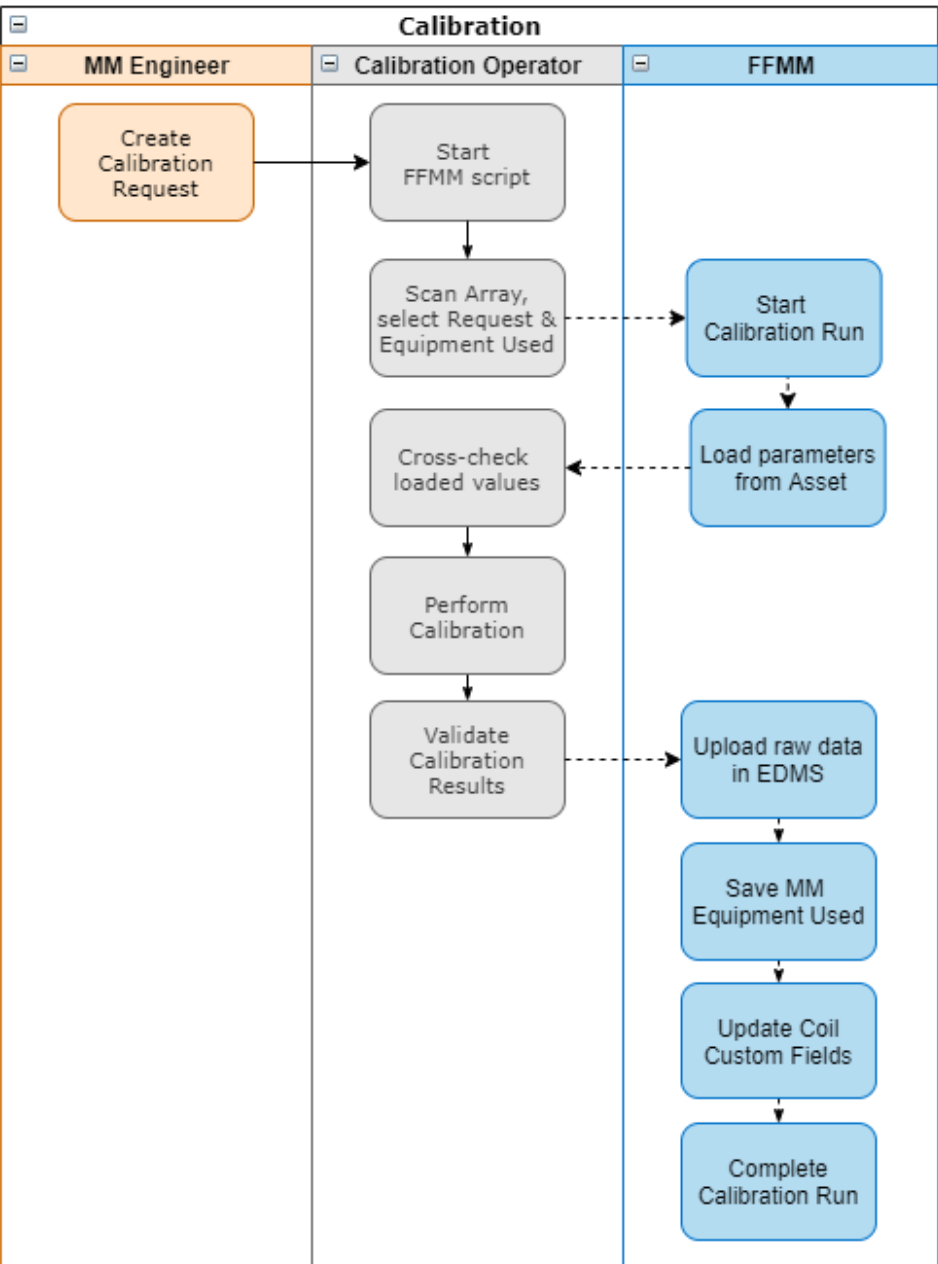 Calibration
MM Engineer
Calibration Operator
FFMM
Create
Calibration
Request
Start
FFMM script
Scan Array,
select Request &
Equipment Used
Start
Calibration Run
Cross-check
loaded values
Load parameters
from Asset
Perform
Calibration
Validate
Calibration
Results
Upload raw data
in EDMS
Save MM
Equipment Used
Update Coil
Custom Fields
Complete
Calibration Run